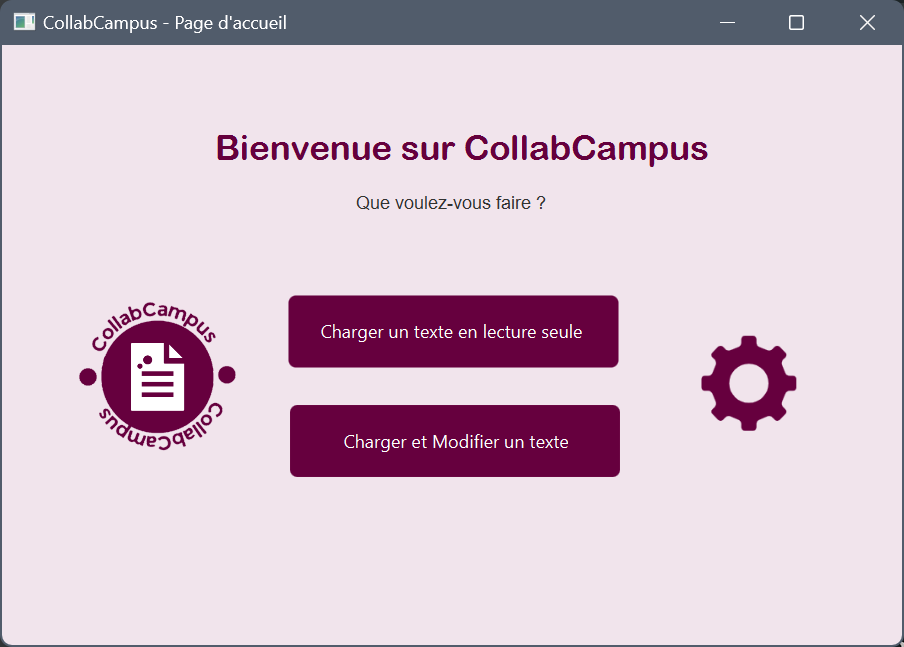 CollabCampus - Page d'accueil
Bienvenue sur CollabCampus
Que voulez-vous faire ?
CollabCampus
CollabCampus
Charger un texte en lecture seule
Charger et Modifier un texte